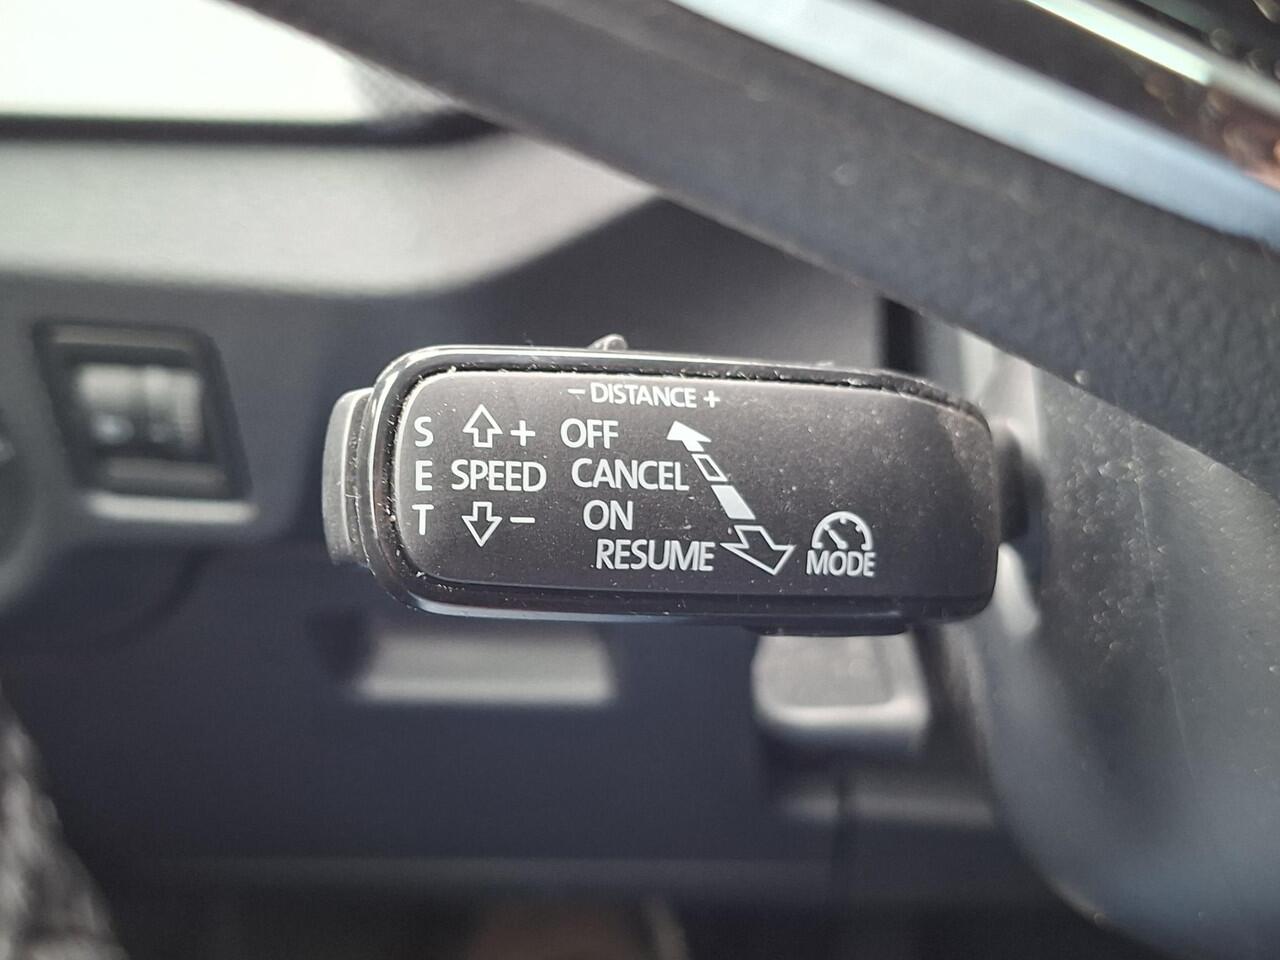 − DISTANCE +
S + OFF
E SPEED CANCEL
T − ON
RESUME
MODE